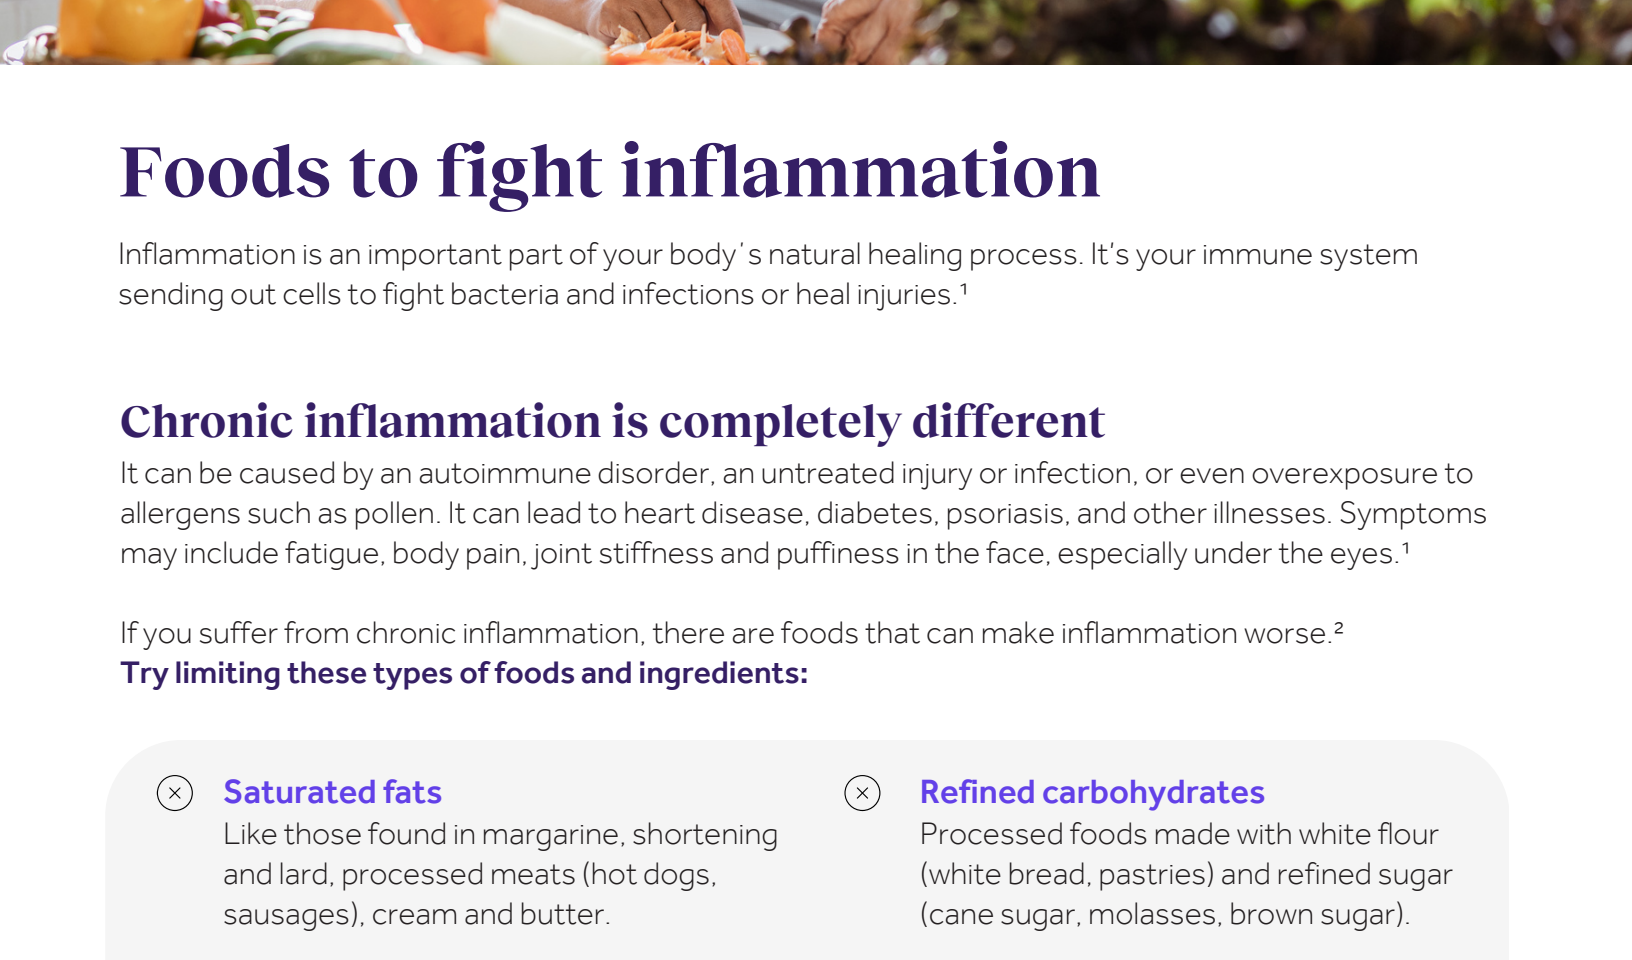 Foods to fight inflammation
Inflammation is an important part of your body's natural healing process. It's your immune system
sending out cells to fight bacteria and infections or heal injuries.¹
Chronic inflammation is completely different
It can be caused by an autoimmune disorder, an untreated injury or infection, or even overexposure to
allergens such as pollen. It can lead to heart disease, diabetes, psoriasis, and other illnesses. Symptoms
may include fatigue, body pain, joint stiffness and puffiness in the face, especially under the eyes.¹
If you suffer from chronic inflammation, there are foods that can make inflammation worse.²
Try limiting these types of foods and ingredients:
Saturated fats
Like those found in margarine, shortening
and lard, processed meats (hot dogs,
sausages), cream and butter.
Refined carbohydrates
Processed foods made with white flour
(white bread, pastries) and refined sugar
(cane sugar, molasses, brown sugar).